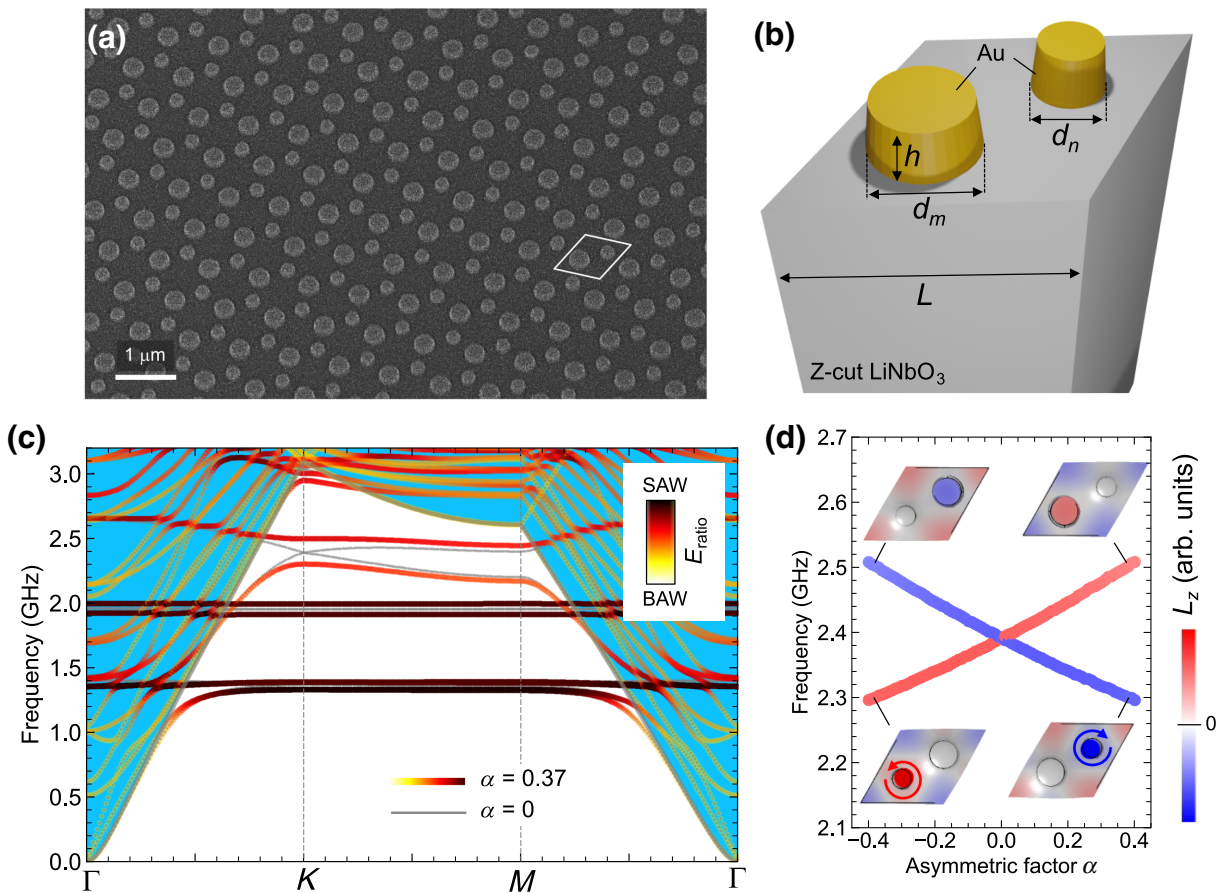 (a)
1 μm
(b)
Au
h
dₘ
dₙ
L
Z-cut LiNbO₃
(c)
Frequency (GHz)
3.0
2.5
2.0
1.5
1.0
0.5
0.0
Γ
K
M
Γ
SAW
BAW
E_ratio
α = 0.37
α = 0
(d)
Frequency (GHz)
2.7
2.6
2.5
2.4
2.3
2.2
2.1
−0.4
−0.2
0.0
0.2
0.4
Asymmetric factor α
L_z (arb. units)
0